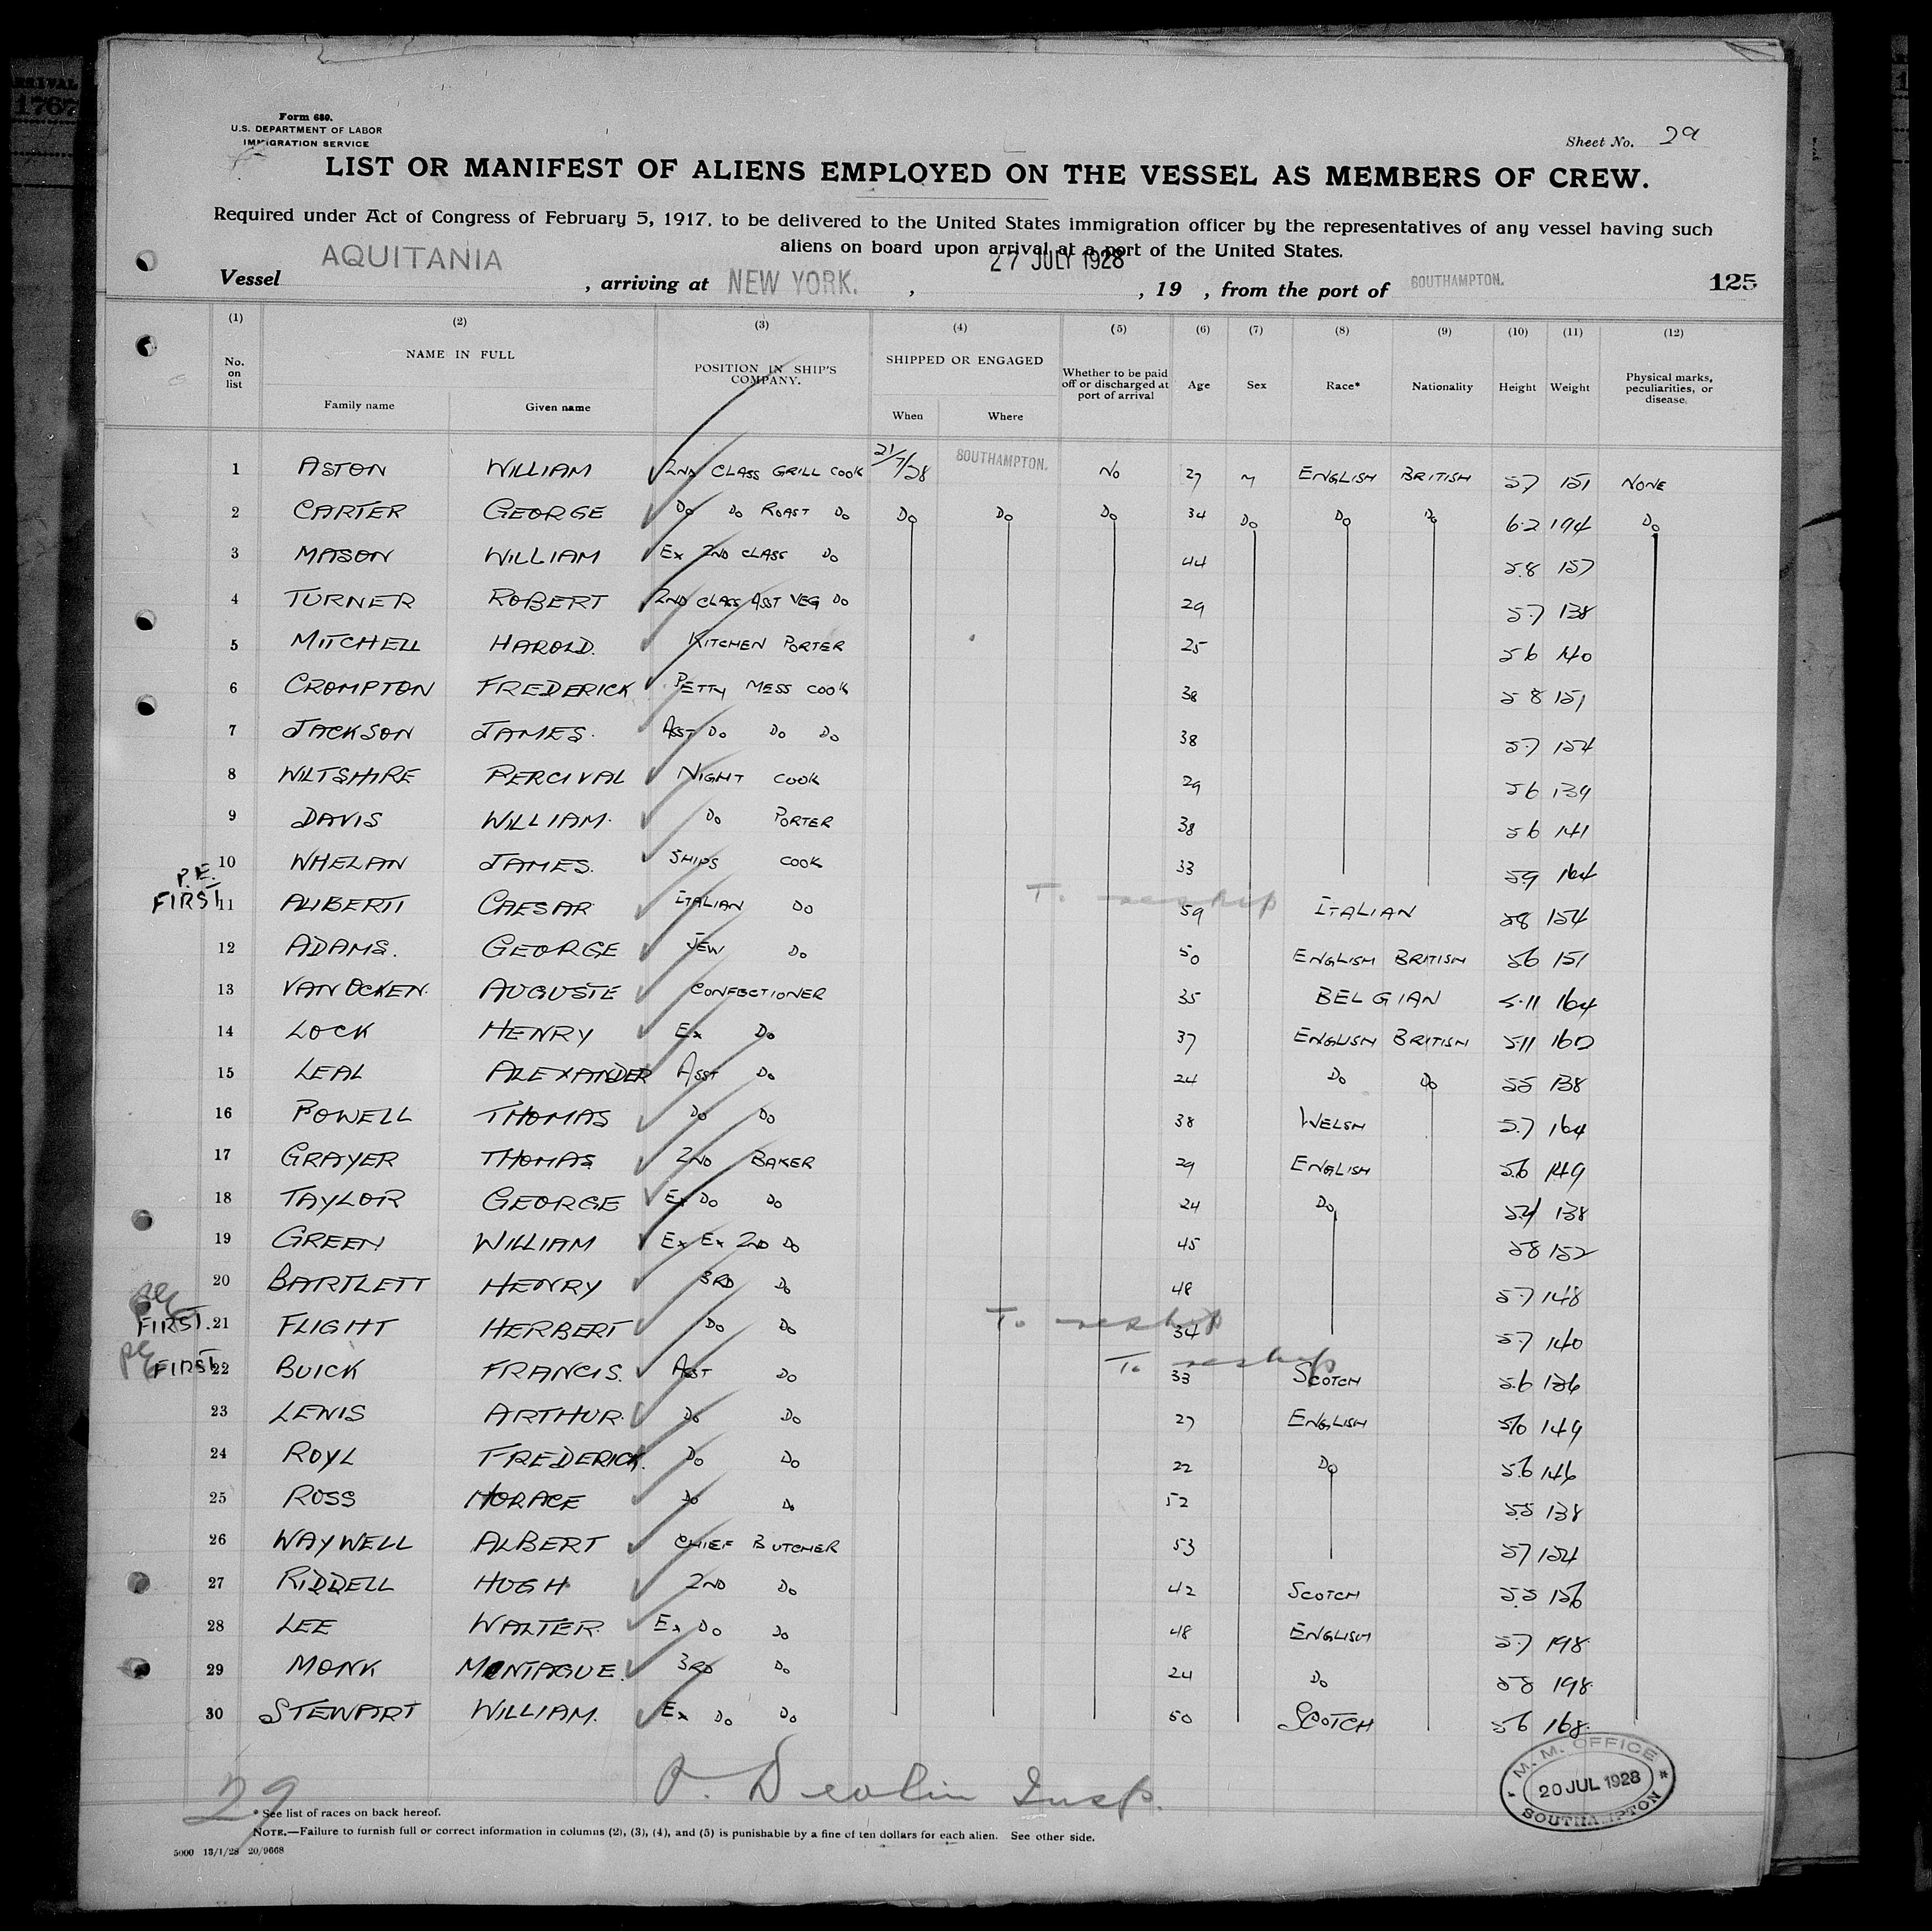 RRIVAL
1767
Form 680.
U.S. DEPARTMENT OF LABOR
IMMIGRATION SERVICE
Sheet No. 29
LIST OR MANIFEST OF ALIENS EMPLOYED ON THE VESSEL AS MEMBERS OF CREW.
Required under Act of Congress of February 5, 1917, to be delivered to the United States immigration officer by the representatives of any vessel having such
aliens on board upon arrival at a port of the United States.
Vessel AQUITANIA , arriving at NEW YORK. , 27 JULY 1928 , 19 , from the port of SOUTHAMPTON. 125
(1) (2) (3) (4) (5) (6) (7) (8) (9) (10) (11) (12)
No. on list NAME IN FULL Family name Given name POSITION IN SHIP'S COMPANY. SHIPPED OR ENGAGED When Where Whether to be paid off or discharged at port of arrival Age Sex Race* Nationality Height Weight Physical marks, peculiarities, or disease.
1 ASTON WILLIAM 2ND CLASS GRILL COOK 21/7/28 SOUTHAMPTON. NO 27 M ENGLISH BRITISH 5.7 151 NONE
2 CARTER GEORGE DO DO ROAST DO DO DO DO 34 DO DO DO 6.2 194 DO
3 MASON WILLIAM EX 2ND CLASS DO 44 5.8 157
4 TURNER ROBERT 2ND CLASS ASST VEG DO 29 5.7 138
5 MITCHELL HAROLD. KITCHEN PORTER 25 5 6 140
6 CROMPTON FREDERICK PETTY MESS COOK 38 5 8 151
7 JACKSON JAMES. ASST DO DO DO 38 5.7 154
8 WILTSHIRE PERCIVAL NIGHT COOK 29 5 6 139
9 DAVIS WILLIAM. DO PORTER 38 5 6 141
10 WHELAN JAMES. SHIPS COOK 33 5.9 164
P.E. FIRST 11 ALIBERTI CAESAR ITALIAN DO To reship 59 ITALIAN 5.8 154
12 ADAMS. GEORGE JEW DO 50 ENGLISH BRITISH 5.6 151
13 VAN OCKEN. AUGUSTE CONFECTIONER 35 BELGIAN 5.11 164
14 LOCK HENRY EX DO 37 ENGLISH BRITISH 5.11 160
15 LEAL ALEXANDER ASST DO 24 DO DO 5.5 138
16 POWELL THOMAS DO DO 38 WELSH 5.7 164
17 GRAYER THOMAS 2ND BAKER 29 ENGLISH 5.6 149
18 TAYLOR GEORGE EX DO DO 24 DO 5.4 138
19 GREEN WILLIAM EX EX 2ND DO 45 5.8 152
20 BARTLETT HENRY 3RD DO 48 5.7 148
FIRST. 21 FLIGHT HERBERT DO DO To reship 34 5.7 140
FIRST 22 BUICK FRANCIS. ASST DO To reship 33 SCOTCH 5.6 136
23 LEWIS ARTHUR. DO DO 27 ENGLISH 149
24 ROYL FREDERICK. DO DO 22 DO 5.6 146
25 ROSS HORACE DO DO 52 5.5 138
26 WAYWELL ALBERT CHIEF BUTCHER 53 5.7 154
27 RIDDELL HUGH 2ND DO 42 SCOTCH 5.5 156
28 LEE WALTER. EX DO DO 48 ENGLISH 5.7 198
29 MONK MONTAGUE. 3RD DO 24 DO 5 8 198
30 STEWART WILLIAM. EX DO DO 50 SCOTCH 5 6 168
29
Devlin Insp.
M. M. OFFICE
20 JUL 1928
SOUTHAMPTON
* See list of races on back hereof.
NOTE.—Failure to furnish full or correct information in columns (2), (3), (4), and (5) is punishable by a fine of ten dollars for each alien. See other side.
5000 13/1/28 20/9668